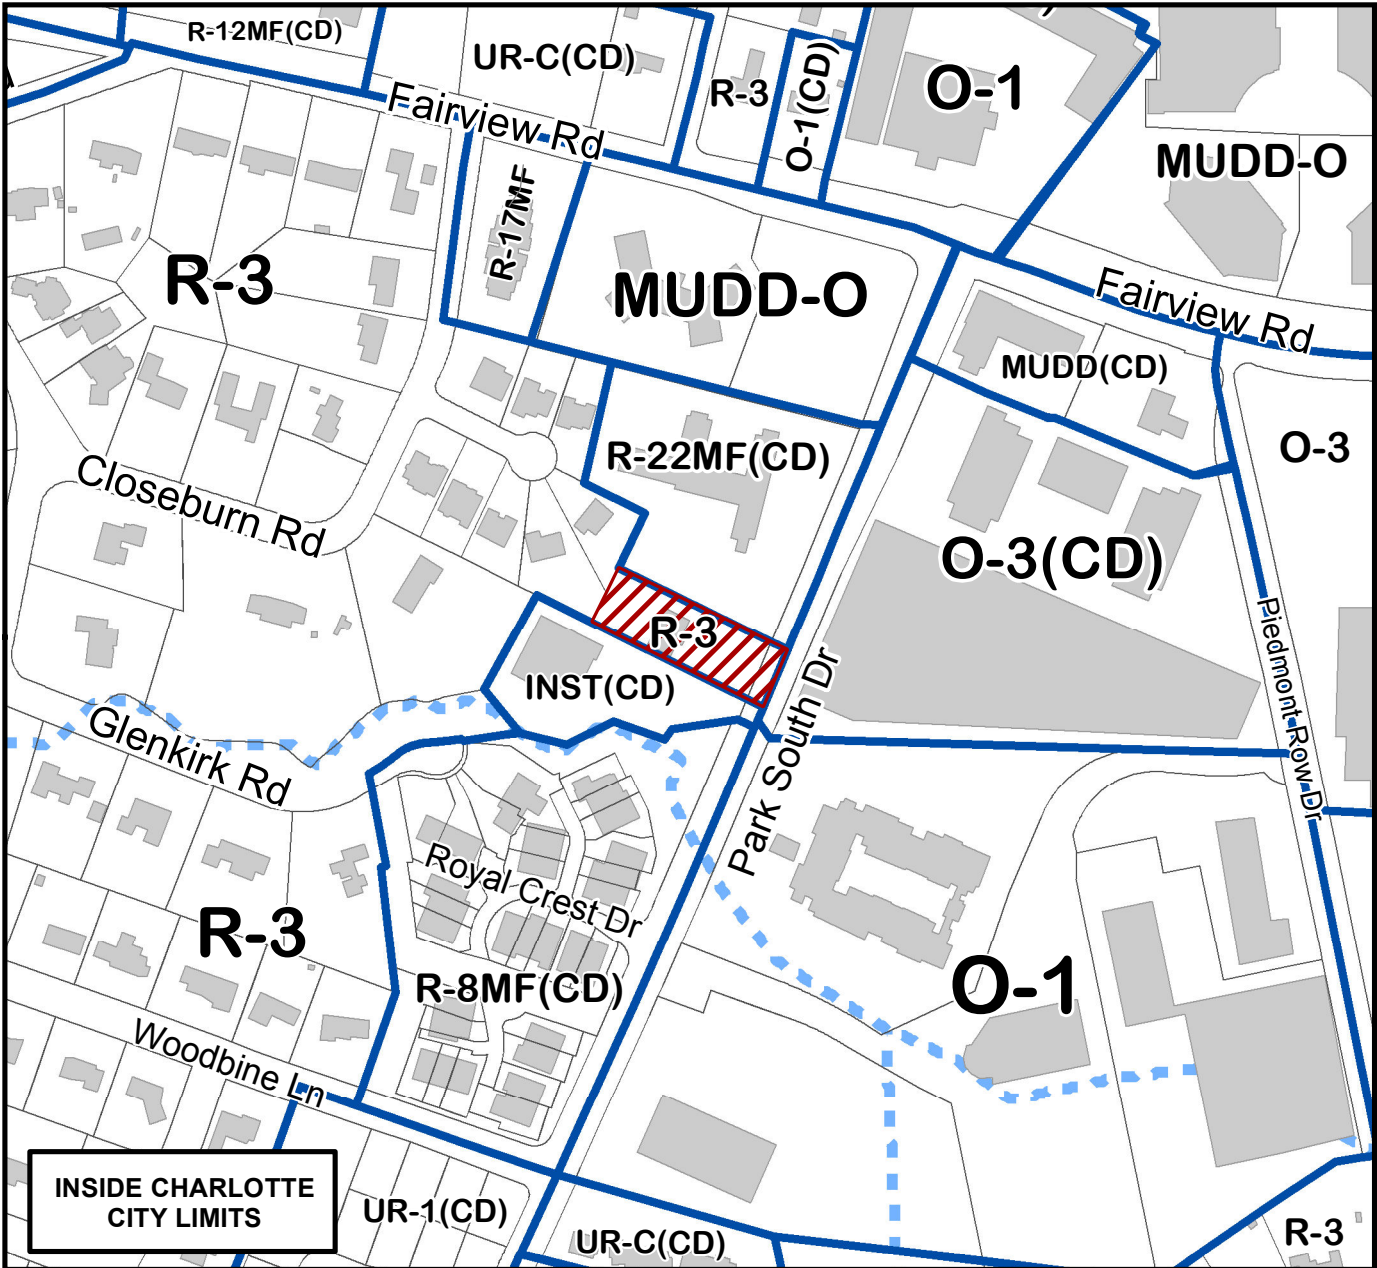 R-12MF(CD)
UR-C(CD)
R-3
O-1(CD)
O-1
MUDD-O
Fairview Rd
R-17MF
R-3
MUDD-O
Fairview Rd
MUDD(CD)
O-3
R-22MF(CD)
Closeburn Rd
O-3(CD)
R-3
INST(CD)
Piedmont Row Dr
Park South Dr
Glenkirk Rd
Royal Crest Dr
R-3
R-8MF(CD)
O-1
Woodbine Ln
INSIDE CHARLOTTE
CITY LIMITS
UR-1(CD)
UR-C(CD)
R-3